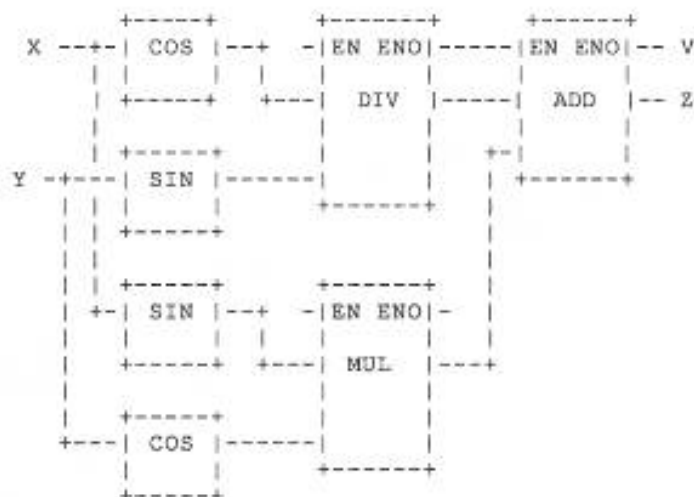 X COS EN ENO EN ENO V
DIV ADD Z
Y SIN
SIN EN ENO
MUL
COS